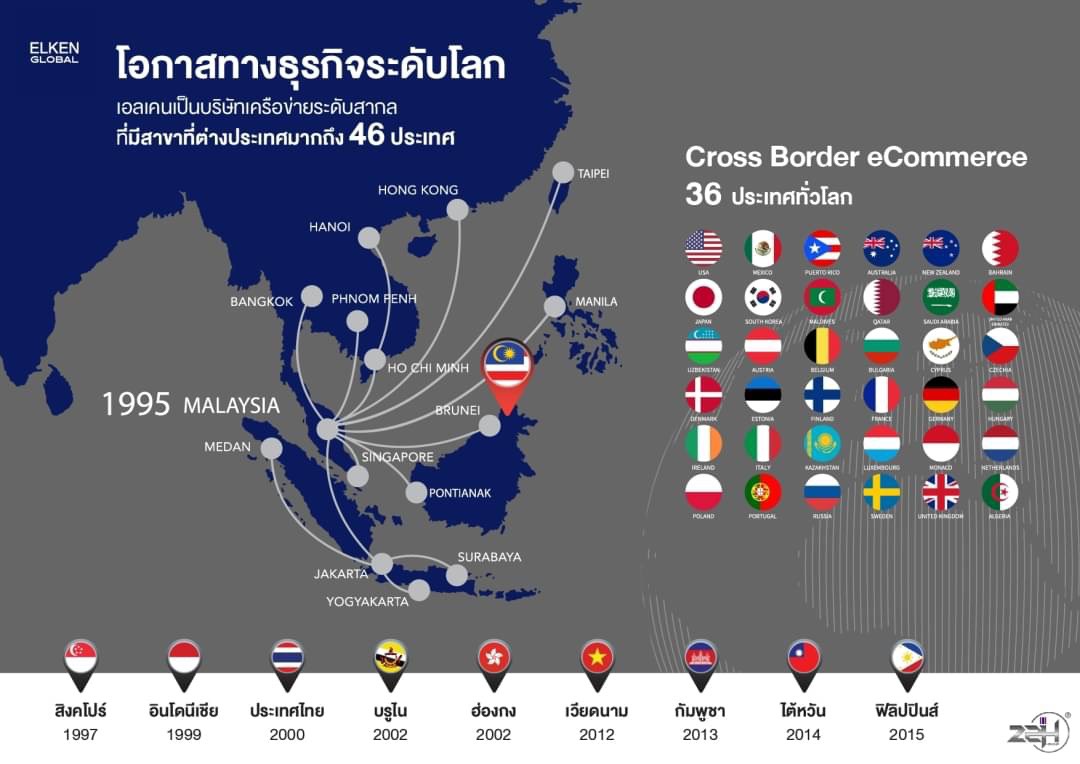 ELKEN
GLOBAL
โอกาสทางธุรกิจระดับโลก
เอลเคนเป็นบริษัทเครือข่ายระดับสากล
ที่มีสาขาที่ต่างประเทศมากถึง 46 ประเทศ
Cross Border eCommerce
36 ประเทศทั่วโลก
TAIPEI
HONG KONG
HANOI
BANGKOK
PHNOM PENH
MANILA
HO CHI MINH
1995 MALAYSIA
BRUNEI
MEDAN
SINGAPORE
PONTIANAK
SURABAYA
JAKARTA
YOGYAKARTA
USA MEXICO PUERTO RICO AUSTRALIA NEW ZEALAND BAHRAIN
JAPAN SOUTH KOREA MALDIVES QATAR SAUDI ARABIA UNITED ARAB EMIRATES
UZBEKISTAN AUSTRIA BELGIUM BULGARIA CYPRUS CZECHIA
DENMARK ESTONIA FINLAND FRANCE GERMANY HUNGARY
IRELAND ITALY KAZAKHSTAN LUXEMBOURG MONACO NETHERLANDS
POLAND PORTUGAL RUSSIA SWEDEN UNITED KINGDOM ALGERIA
สิงคโปร์ อินโดนีเซีย ประเทศไทย บรูไน ฮ่องกง เวียดนาม กัมพูชา ไต้หวัน ฟิลิปปินส์
1997 1999 2000 2002 2002 2012 2013 2014 2015